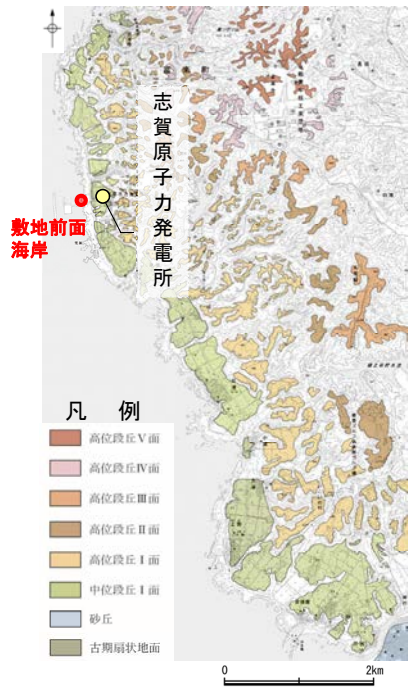 志賀原子力発電所
敷地前面
海岸
凡 例
高位段丘Ⅴ面
高位段丘Ⅳ面
高位段丘Ⅲ面
高位段丘Ⅱ面
高位段丘Ⅰ面
中位段丘Ⅰ面
砂丘
古期扇状地面
0 2km